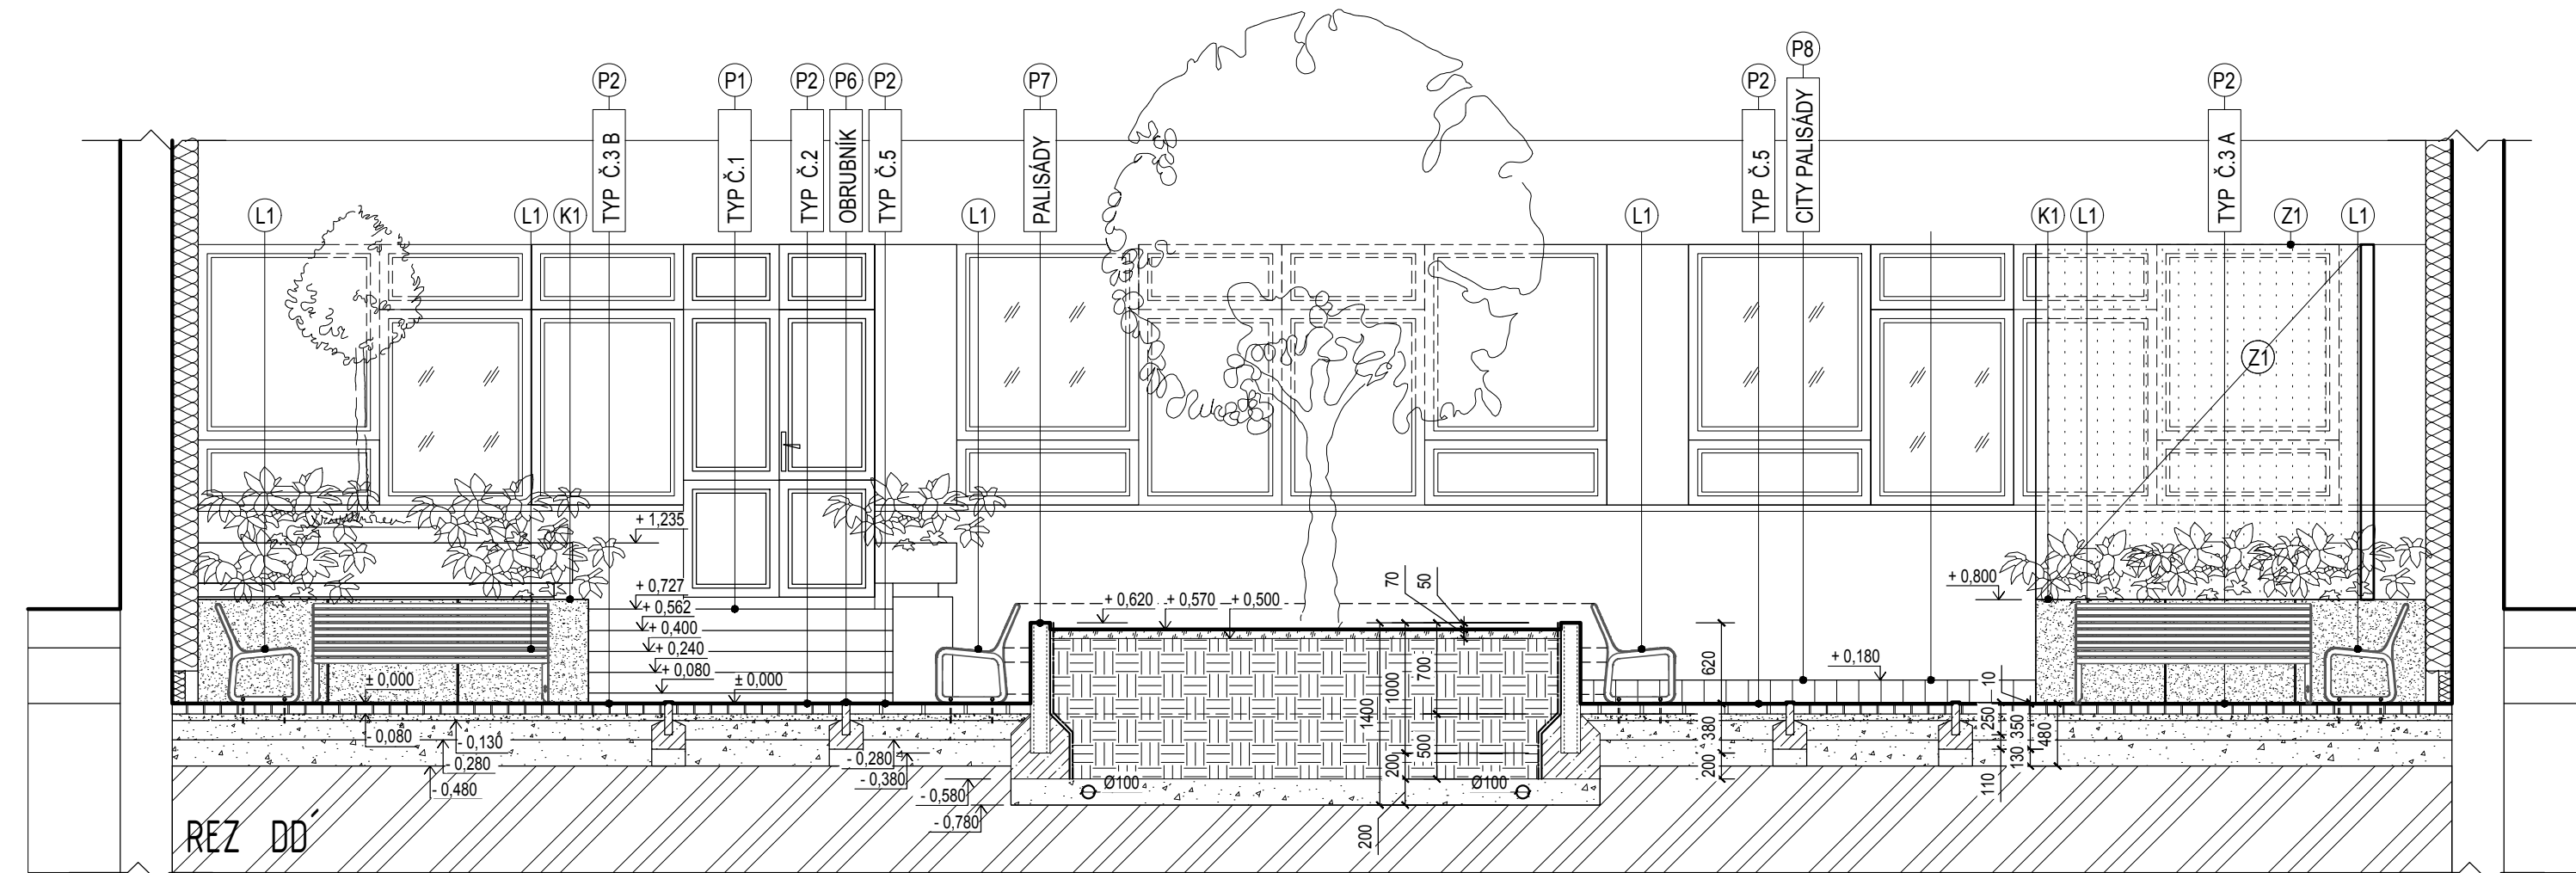 P8
P2
P1
P2
P6
P2
P7
P2
P2
TYP Č.3 B
TYP Č.1
TYP Č.2
OBRUBNÍK
TYP Č.5
PALISÁDY
TYP Č.5
CITY PALISÁDY
TYP Č.3 A
L1
L1
K1
L1
L1
K1
L1
Z1
L1
Z1
+ 1,235
+ 0,727
+ 0,562
+ 0,400
+ 0,240
+ 0,080
± 0,000
± 0,000
- 0,080
- 0,130
- 0,280
- 0,480
- 0,280
- 0,380
- 0,580
- 0,780
+ 0,620
+ 0,570
+ 0,500
70
50
1400
1000
700
500
200
200
Ø100
Ø100
620
380
200
+ 0,180
+ 0,800
10
250
350
480
130
110
REZ DD´